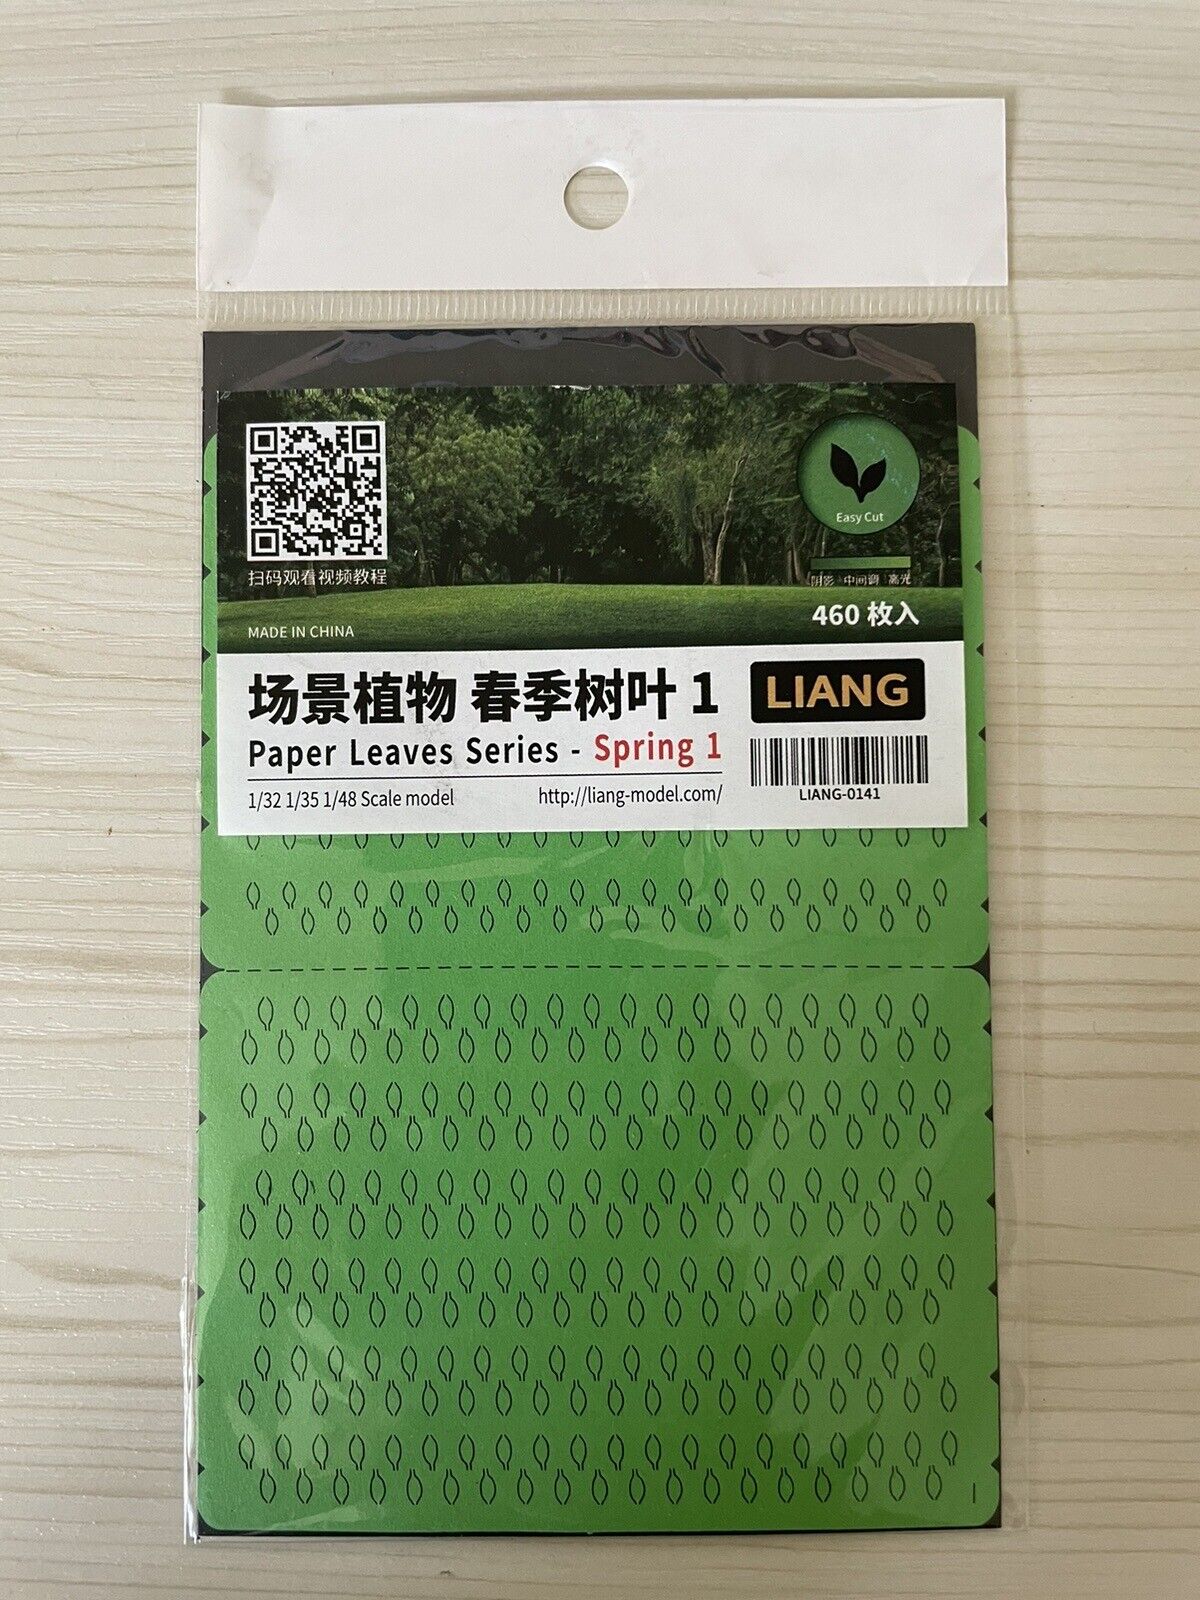 Easy Cut
扫码观看视频教程
阴影 中间调 高光
460 枚入
MADE IN CHINA
场景植物 春季树叶 1
LIANG
Paper Leaves Series - Spring 1
1/32 1/35 1/48 Scale model
http://liang-model.com/
LIANG-0141